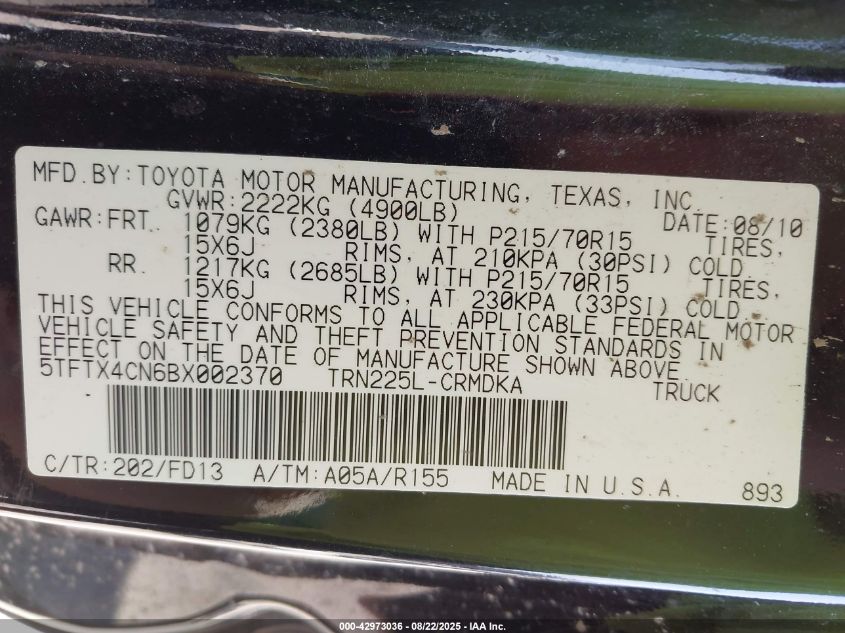 MFD.BY:TOYOTA MOTOR MANUFACTURING, TEXAS, INC.
GVWR:2222KG (4900LB) DATE:08/10
GAWR:FRT. 1079KG (2380LB) WITH P215/70R15 TIRES,
15X6J RIMS, AT 210KPA (30PSI) COLD
RR. 1217KG (2685LB) WITH P215/70R15 TIRES,
15X6J RIMS, AT 230KPA (33PSI) COLD
THIS VEHICLE CONFORMS TO ALL APPLICABLE FEDERAL MOTOR
VEHICLE SAFETY AND THEFT PREVENTION STANDARDS IN
EFFECT ON THE DATE OF MANUFACTURE SHOWN ABOVE.
5TFTX4CN6BX002370 TRN225L-CRMDKA TRUCK
C/TR:202/FD13 A/TM:A05A/R155 MADE IN U.S.A. 893
000-42973036 - 08/22/2025 - IAA Inc.